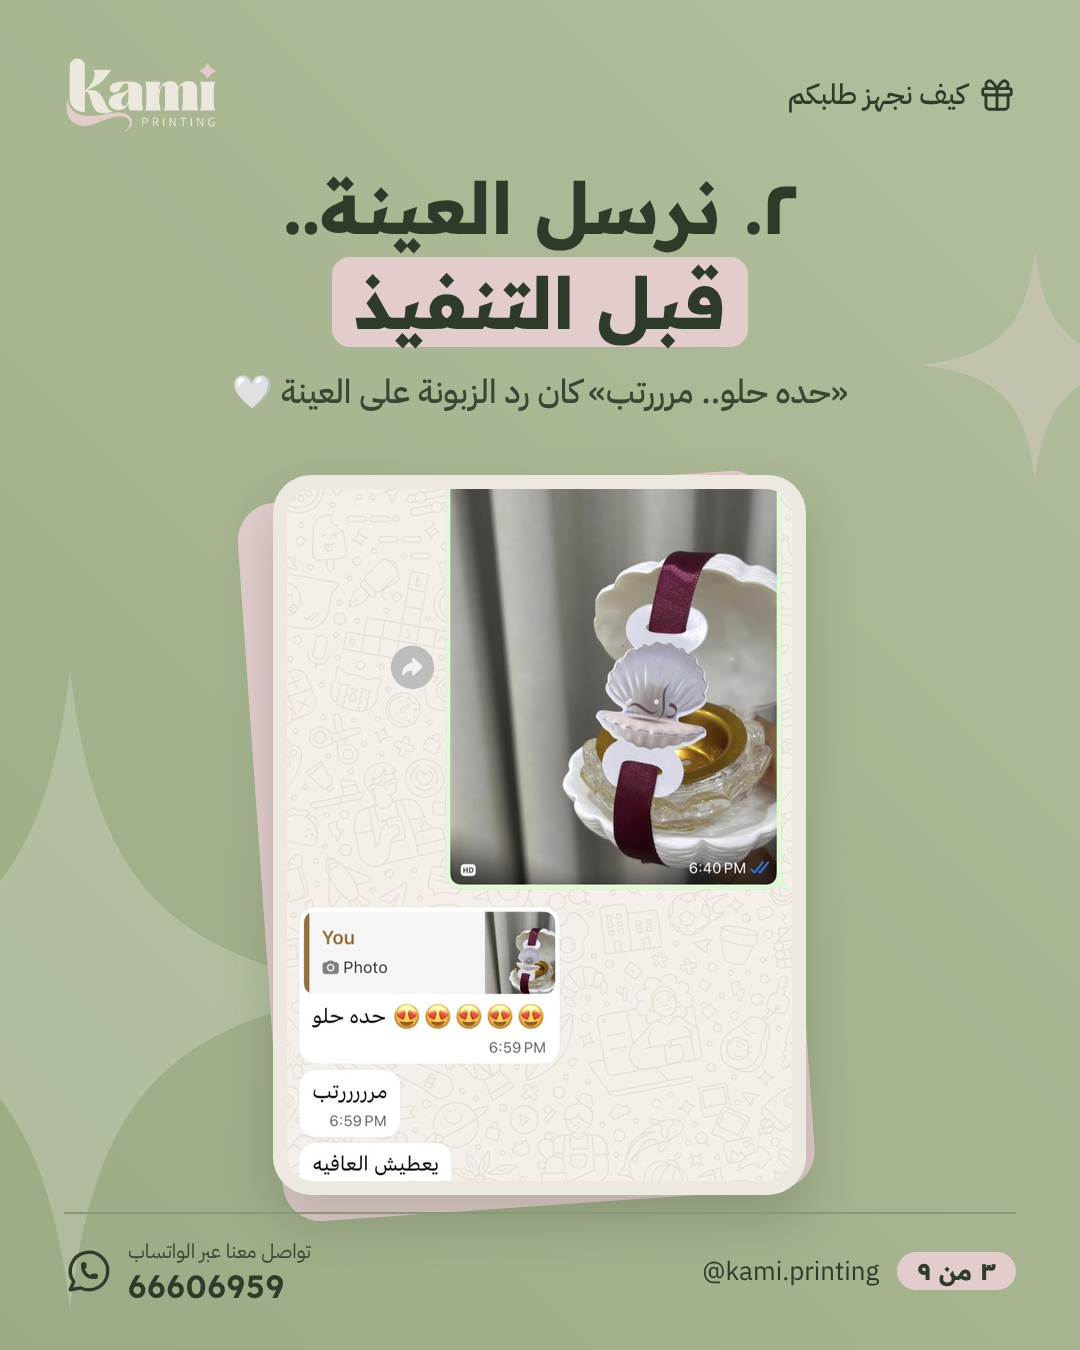 kami
PRINTING
كيف نجهز طلبكم
٢. نرسل العينة..
قبل التنفيذ
«حده حلو.. مرررتب» كان رد الزبونة على العينة 🤍
دانه
HD
6:40 PM
You
Photo
حده حلو 😍😍😍😍😍
6:59 PM
مررررتب
6:59 PM
يعطيش العافيه
تواصل معنا عبر الواتساب
66606959
@kami.printing
٣ من ٩